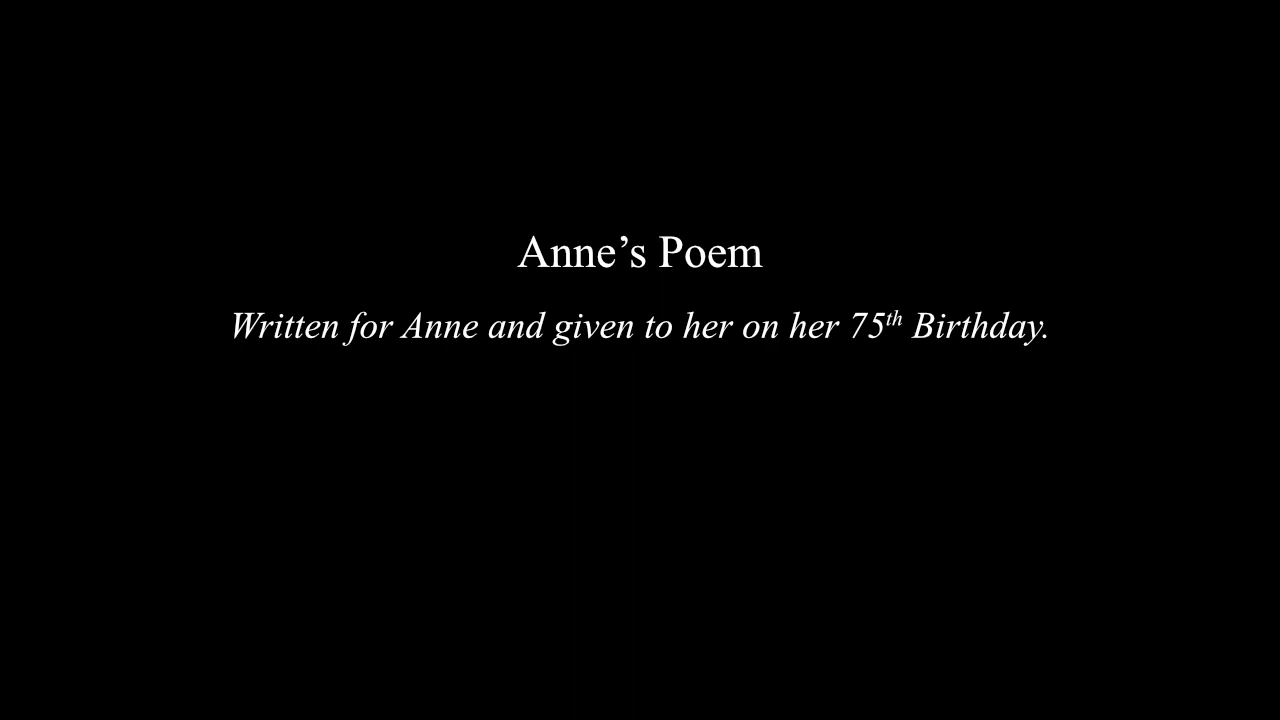 Anne’s Poem
Written for Anne and given to her on her 75th Birthday.